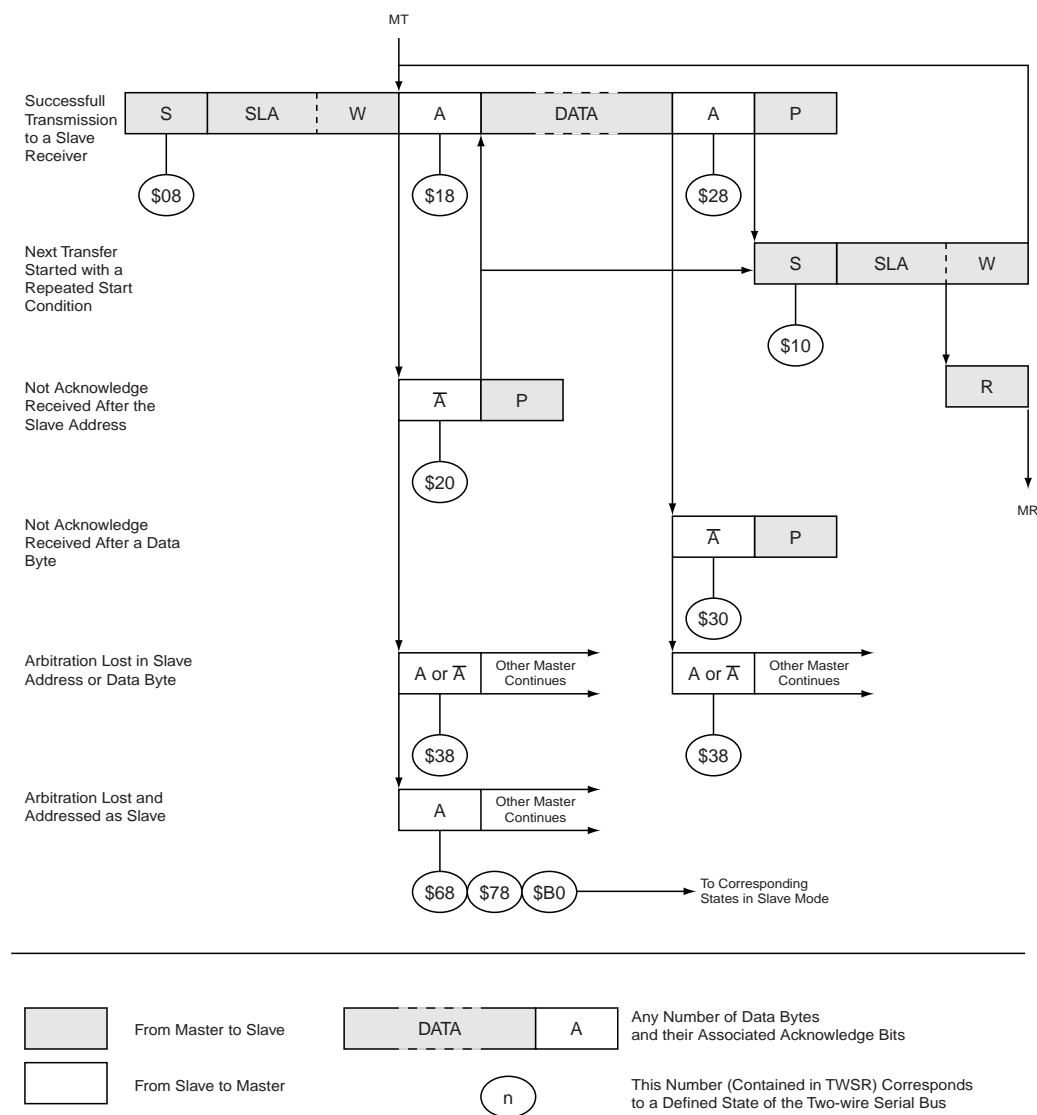 MT
Successfull
Transmission
to a Slave
Receiver
S SLA W A DATA A P
$08 $18 $28
Next Transfer
Started with a
Repeated Start
Condition
S SLA W
$10
Not Acknowledge
Received After the
Slave Address
A̅ P
R
$20
MR
Not Acknowledge
Received After a Data
Byte
A̅ P
$30
Arbitration Lost in Slave
Address or Data Byte
A or A̅
Other Master
Continues
A or A̅
Other Master
Continues
$38 $38
Arbitration Lost and
Addressed as Slave
A
Other Master
Continues
$68 $78 $B0
To Corresponding
States in Slave Mode
From Master to Slave
DATA A
Any Number of Data Bytes
and their Associated Acknowledge Bits
From Slave to Master
n
This Number (Contained in TWSR) Corresponds
to a Defined State of the Two-wire Serial Bus